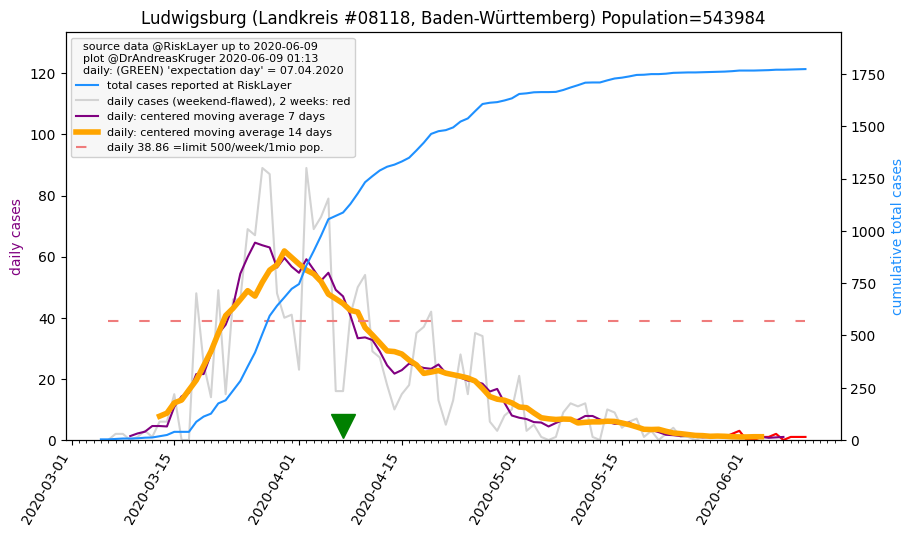 Ludwigsburg (Landkreis #08118, Baden-Württemberg) Population=543984
source data @RiskLayer up to 2020-06-09
plot @DrAndreasKruger 2020-06-09 01:13
daily: (GREEN) 'expectation day' = 07.04.2020
total cases reported at RiskLayer
daily cases (weekend-flawed), 2 weeks: red
daily: centered moving average 7 days
daily: centered moving average 14 days
daily 38.86 =limit 500/week/1mio pop.
daily cases
120
100
80
60
40
20
0
cumulative total cases
1750
1500
1250
1000
750
500
250
0
2020-03-01
2020-03-15
2020-04-01
2020-04-15
2020-05-01
2020-05-15
2020-06-01